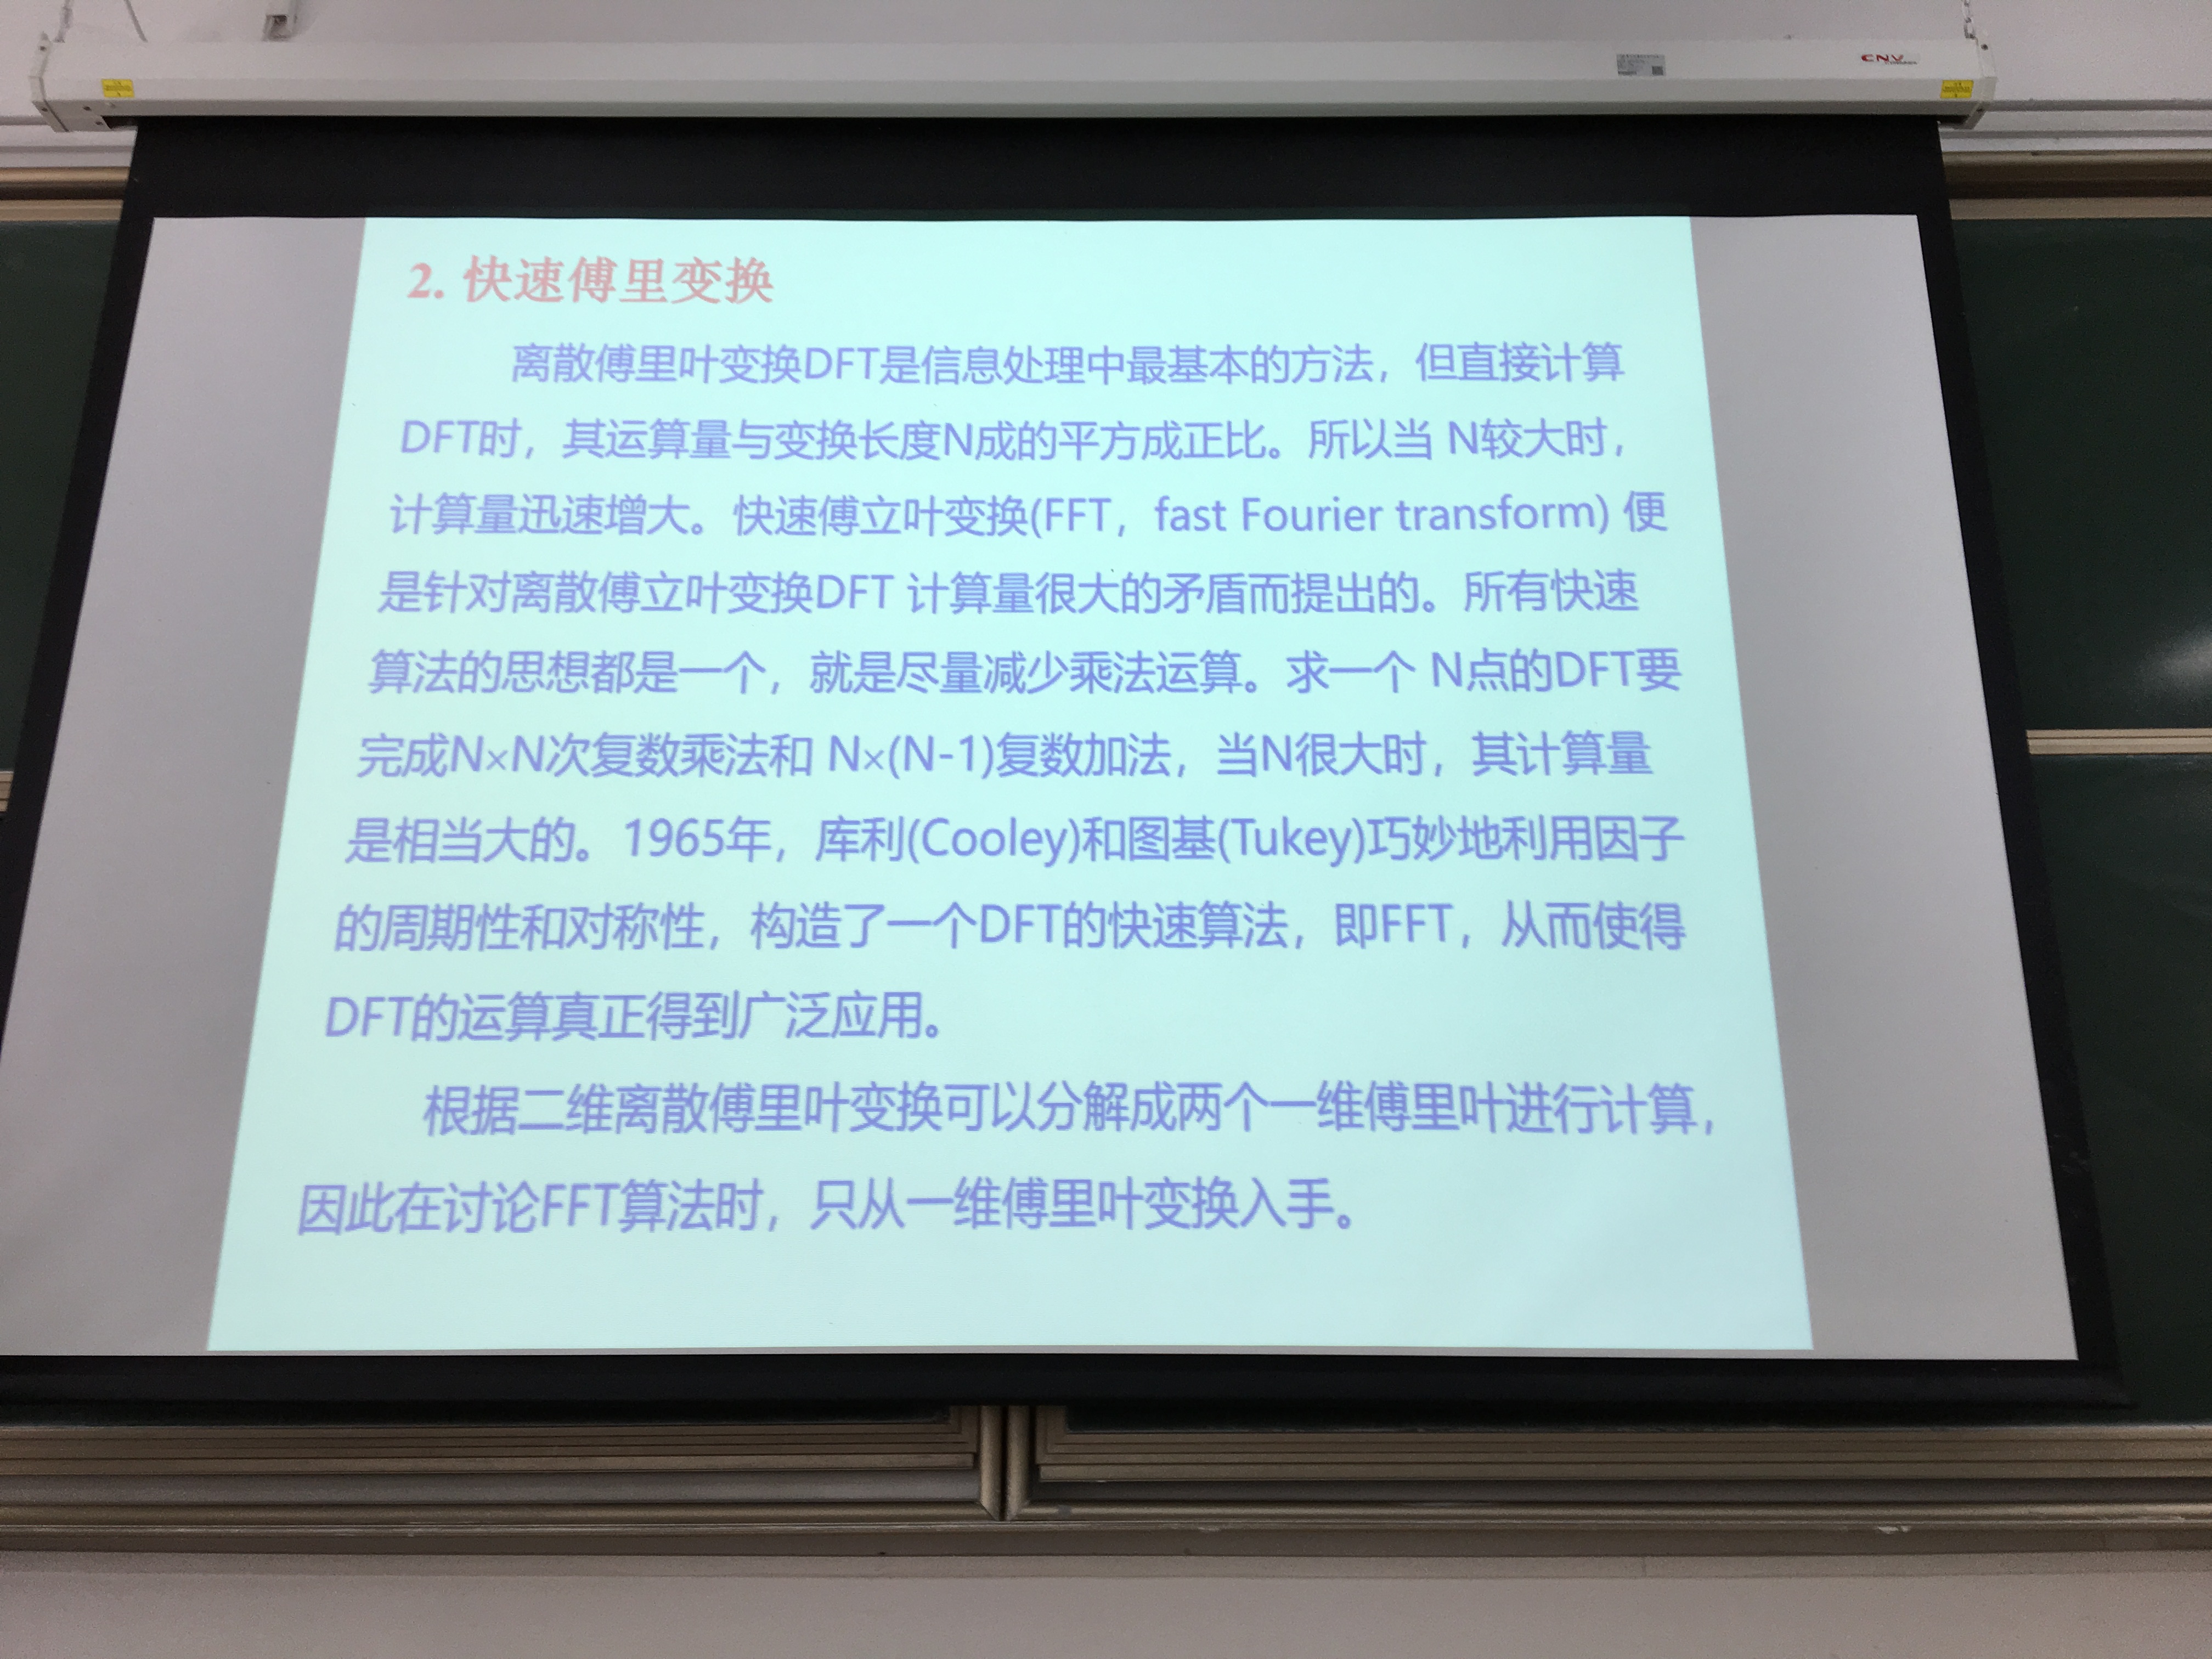 CNV
2. 快速傅里变换
离散傅里叶变换DFT是信息处理中最基本的方法，但直接计算
DFT时，其运算量与变换长度N成的平方成正比。所以当 N较大时，
计算量迅速增大。快速傅立叶变换(FFT，fast Fourier transform) 便
是针对离散傅立叶变换DFT 计算量很大的矛盾而提出的。所有快速
算法的思想都是一个，就是尽量减少乘法运算。求一个 N点的DFT要
完成N×N次复数乘法和 N×(N-1)复数加法，当N很大时，其计算量
是相当大的。1965年，库利(Cooley)和图基(Tukey)巧妙地利用因子
的周期性和对称性，构造了一个DFT的快速算法，即FFT，从而使得
DFT的运算真正得到广泛应用。
根据二维离散傅里叶变换可以分解成两个一维傅里叶进行计算，
因此在讨论FFT算法时，只从一维傅里叶变换入手。